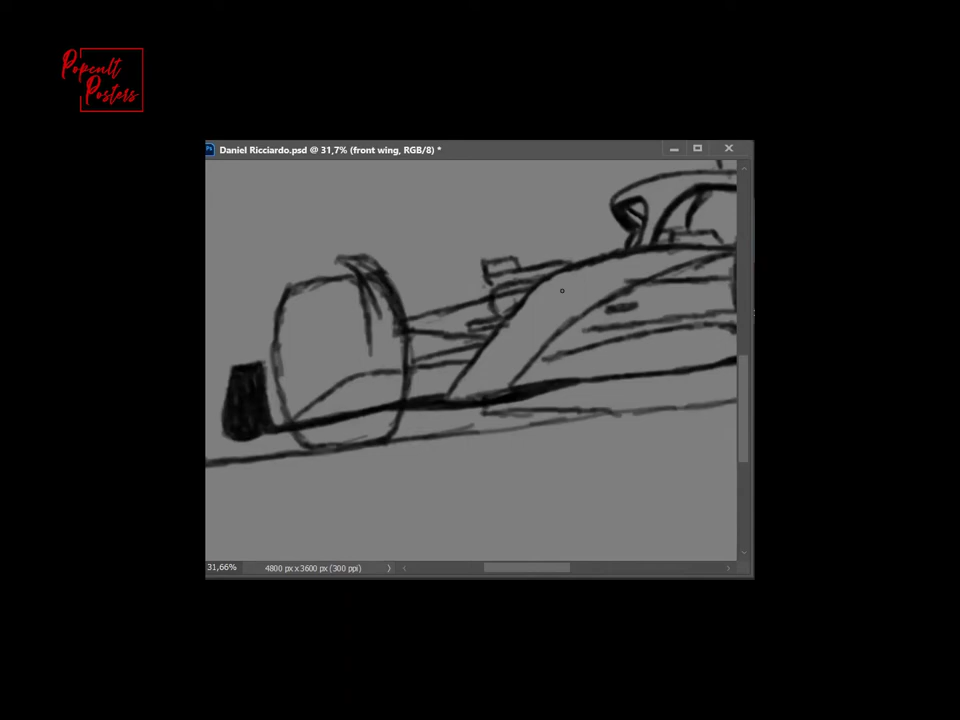 Popcult
Posters
Ps
Daniel Ricciardo.psd @ 31,7% (front wing, RGB/8) *
31,66%
4800 px x 3600 px (300 ppi)